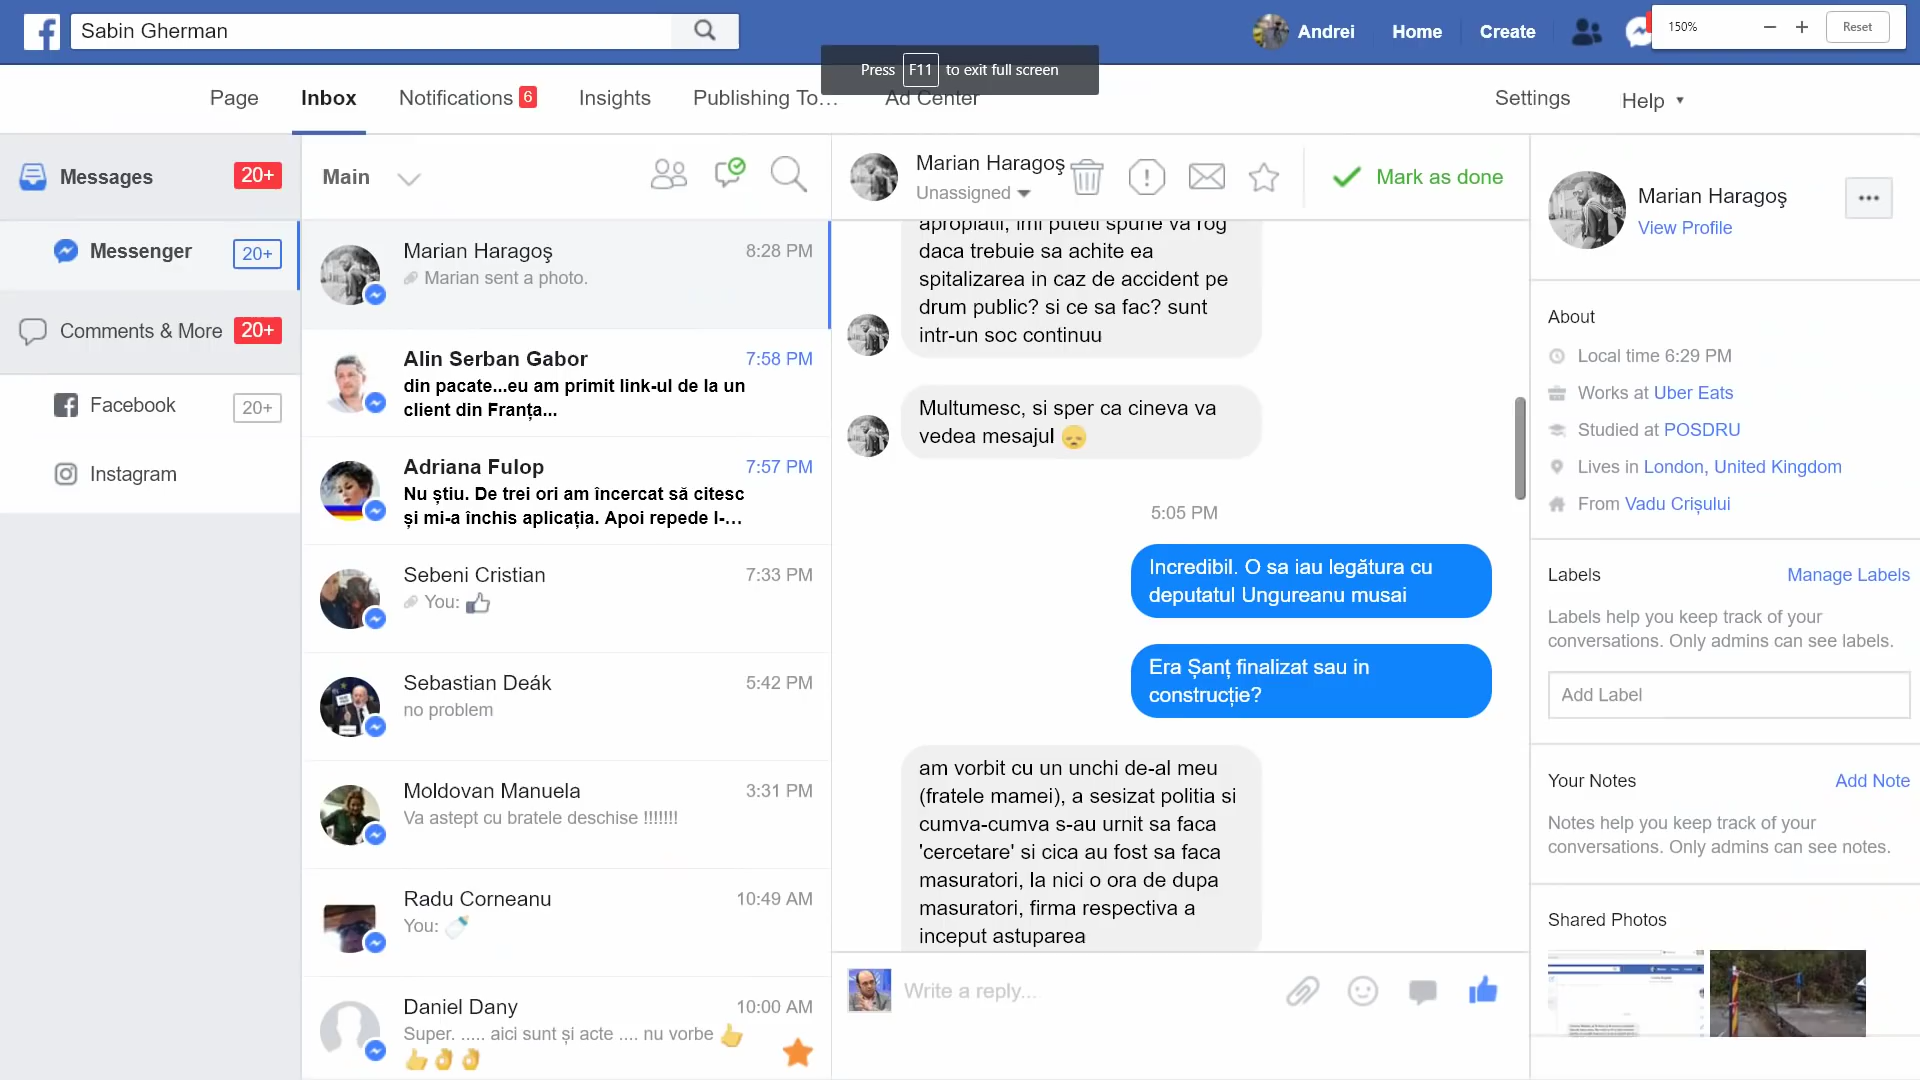 Sabin Gherman
Andrei
Home
Create
150%
Reset
Press F11 to exit full screen
Page
Inbox
Notifications 6
Insights
Publishing To...
Ad Center
Settings
Help
Messages 20+
Messenger 20+
Comments & More 20+
Facebook 20+
Instagram
Main
Marian Haragoş 8:28 PM
Marian sent a photo.
Alin Serban Gabor 7:58 PM
din pacate...eu am primit link-ul de la un
client din Franța...
Adriana Fulop 7:57 PM
Nu știu. De trei ori am încercat să citesc
și mi-a închis aplicația. Apoi repede l-...
Sebeni Cristian 7:33 PM
You:
Sebastian Deák 5:42 PM
no problem
Moldovan Manuela 3:31 PM
Va astept cu bratele deschise !!!!!!!
Radu Corneanu 10:49 AM
You:
Daniel Dany 10:00 AM
Super. ..... aici sunt și acte .... nu vorbe
Marian Haragoş
Unassigned
Mark as done
apropiatii, imi puteti spune va rog
daca trebuie sa achite ea
spitalizarea in caz de accident pe
drum public? si ce sa fac? sunt
intr-un soc continuu
Multumesc, si sper ca cineva va
vedea mesajul
5:05 PM
Incredibil. O sa iau legătura cu
deputatul Ungureanu musai
Era Șanț finalizat sau in
construcție?
am vorbit cu un unchi de-al meu
(fratele mamei), a sesizat politia si
cumva-cumva s-au urnit sa faca
'cercetare' si cica au fost sa faca
masuratori, la nici o ora de dupa
masuratori, firma respectiva a
inceput astuparea
Write a reply...
Marian Haragoş
View Profile
About
Local time 6:29 PM
Works at Uber Eats
Studied at POSDRU
Lives in London, United Kingdom
From Vadu Crișului
Labels
Manage Labels
Labels help you keep track of your
conversations. Only admins can see labels.
Add Label
Your Notes
Add Note
Notes help you keep track of your
conversations. Only admins can see notes.
Shared Photos